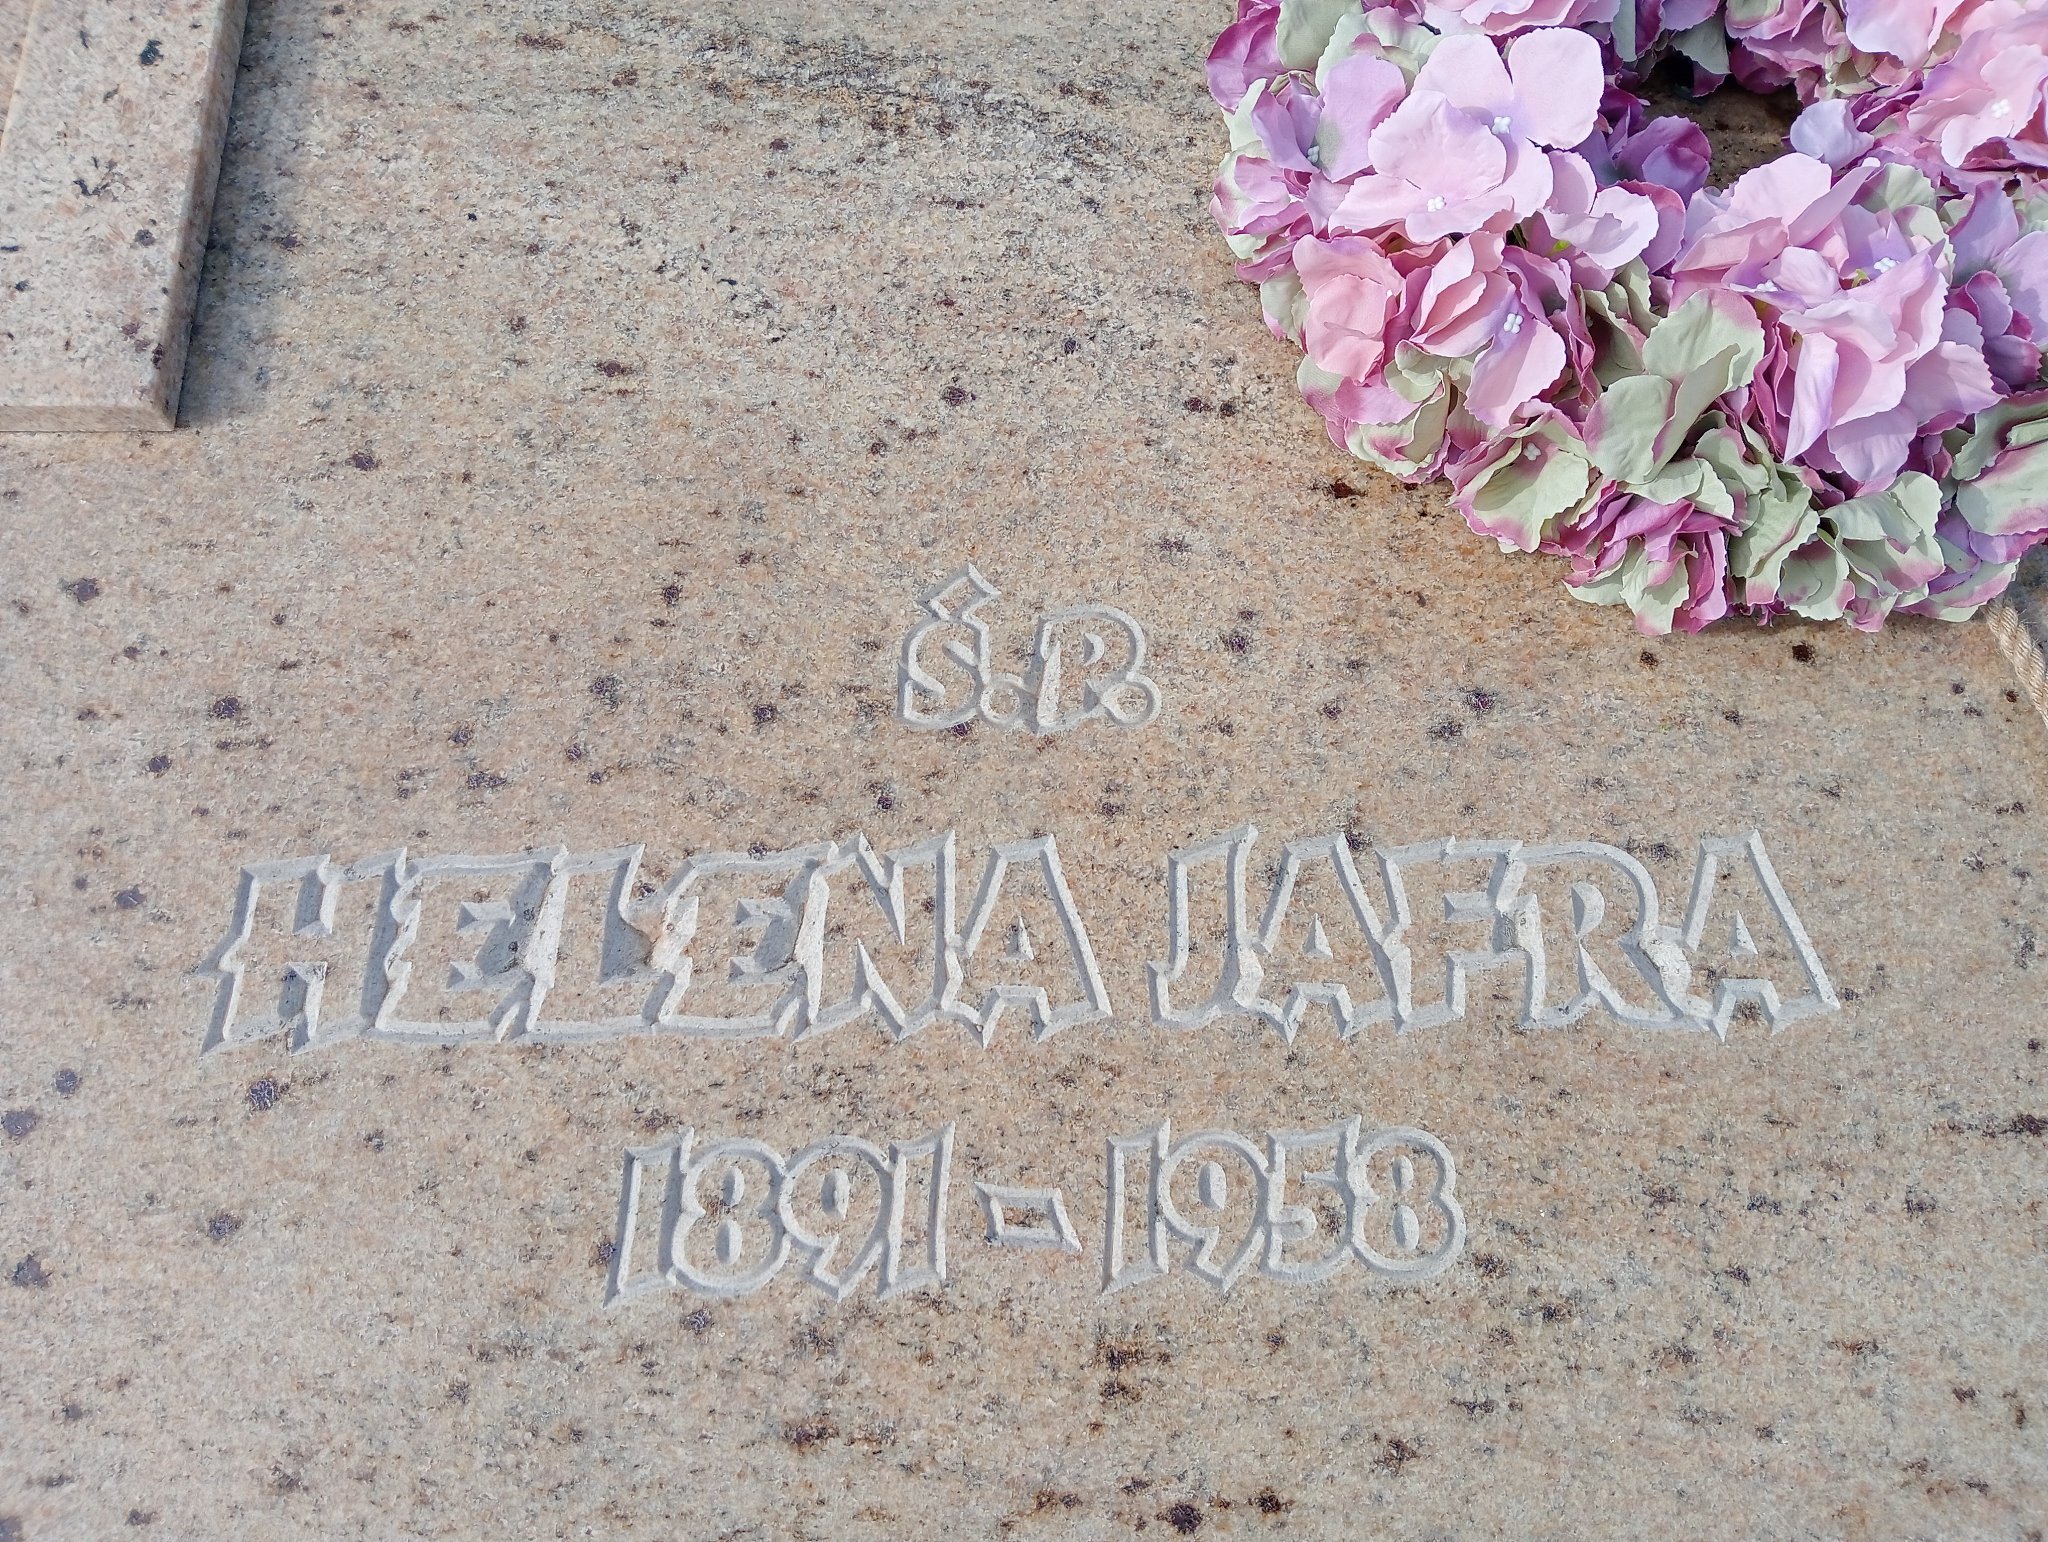 Ś.P.
HELENA JAFRA
1891 - 1958